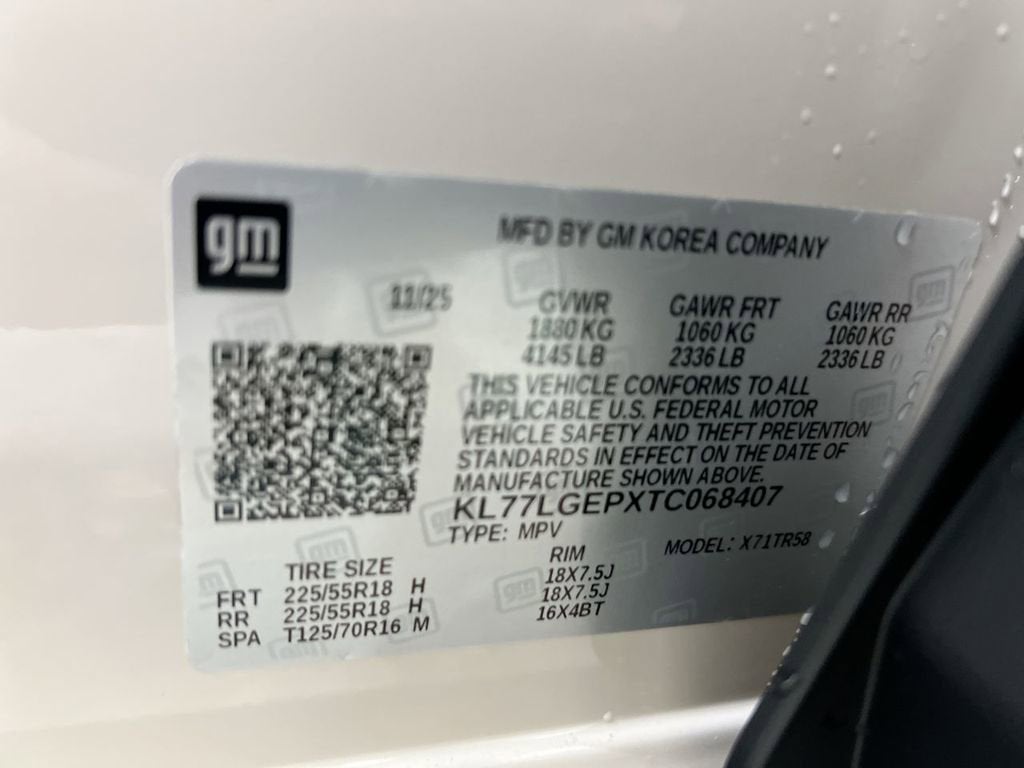 gm
MFD BY GM KOREA COMPANY
11/25 GVWR GAWR FRT GAWR RR
1880 KG 1060 KG 1060 KG
4145 LB 2336 LB 2336 LB
THIS VEHICLE CONFORMS TO ALL
APPLICABLE U.S. FEDERAL MOTOR
VEHICLE SAFETY AND THEFT PREVENTION
STANDARDS IN EFFECT ON THE DATE OF
MANUFACTURE SHOWN ABOVE.
KL77LGEPXTC068407
TYPE: MPV MODEL: X71TR58
TIRE SIZE RIM
FRT 225/55R18 H 18X7.5J
RR 225/55R18 H 18X7.5J
SPA T125/70R16 M 16X4BT